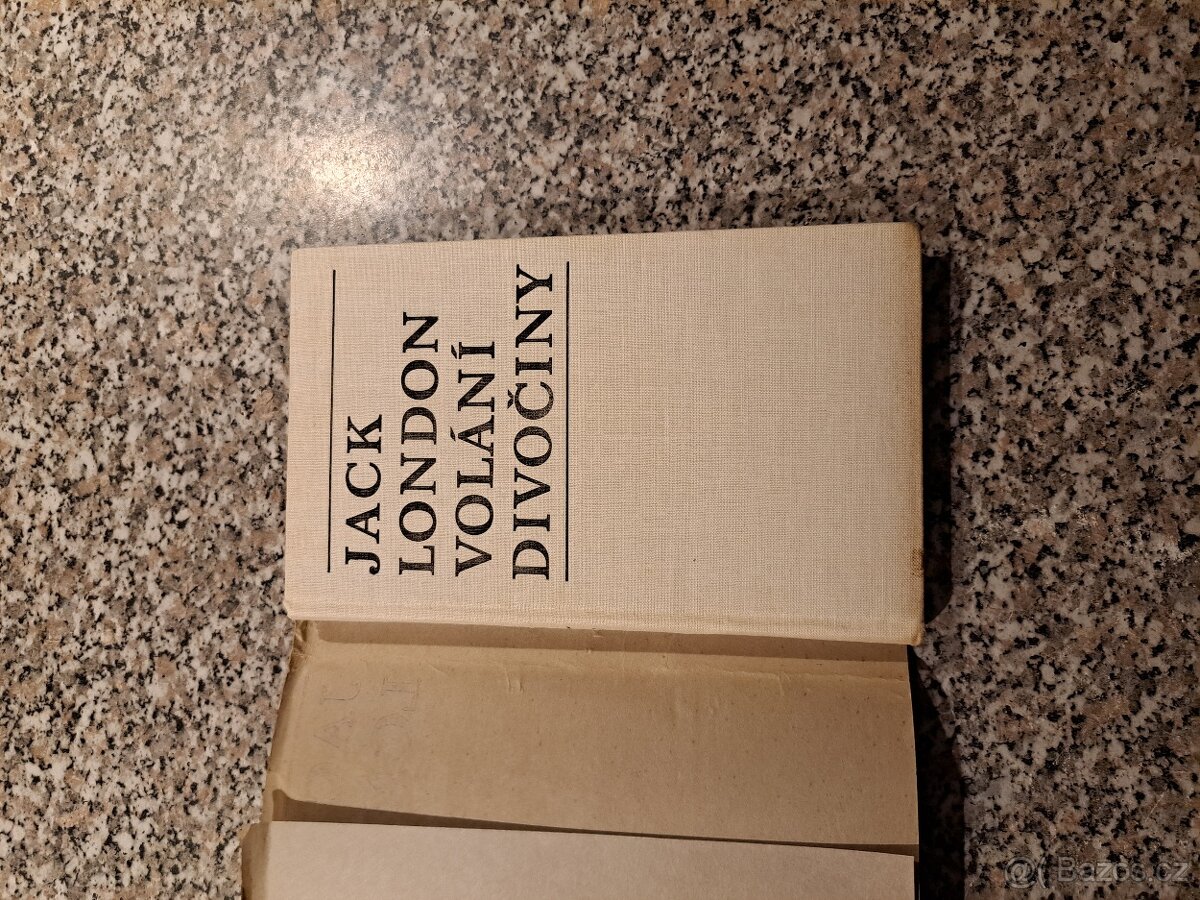 JACK
LONDON
VOLÁNÍ
DIVOČINY
@ Bazos.cz